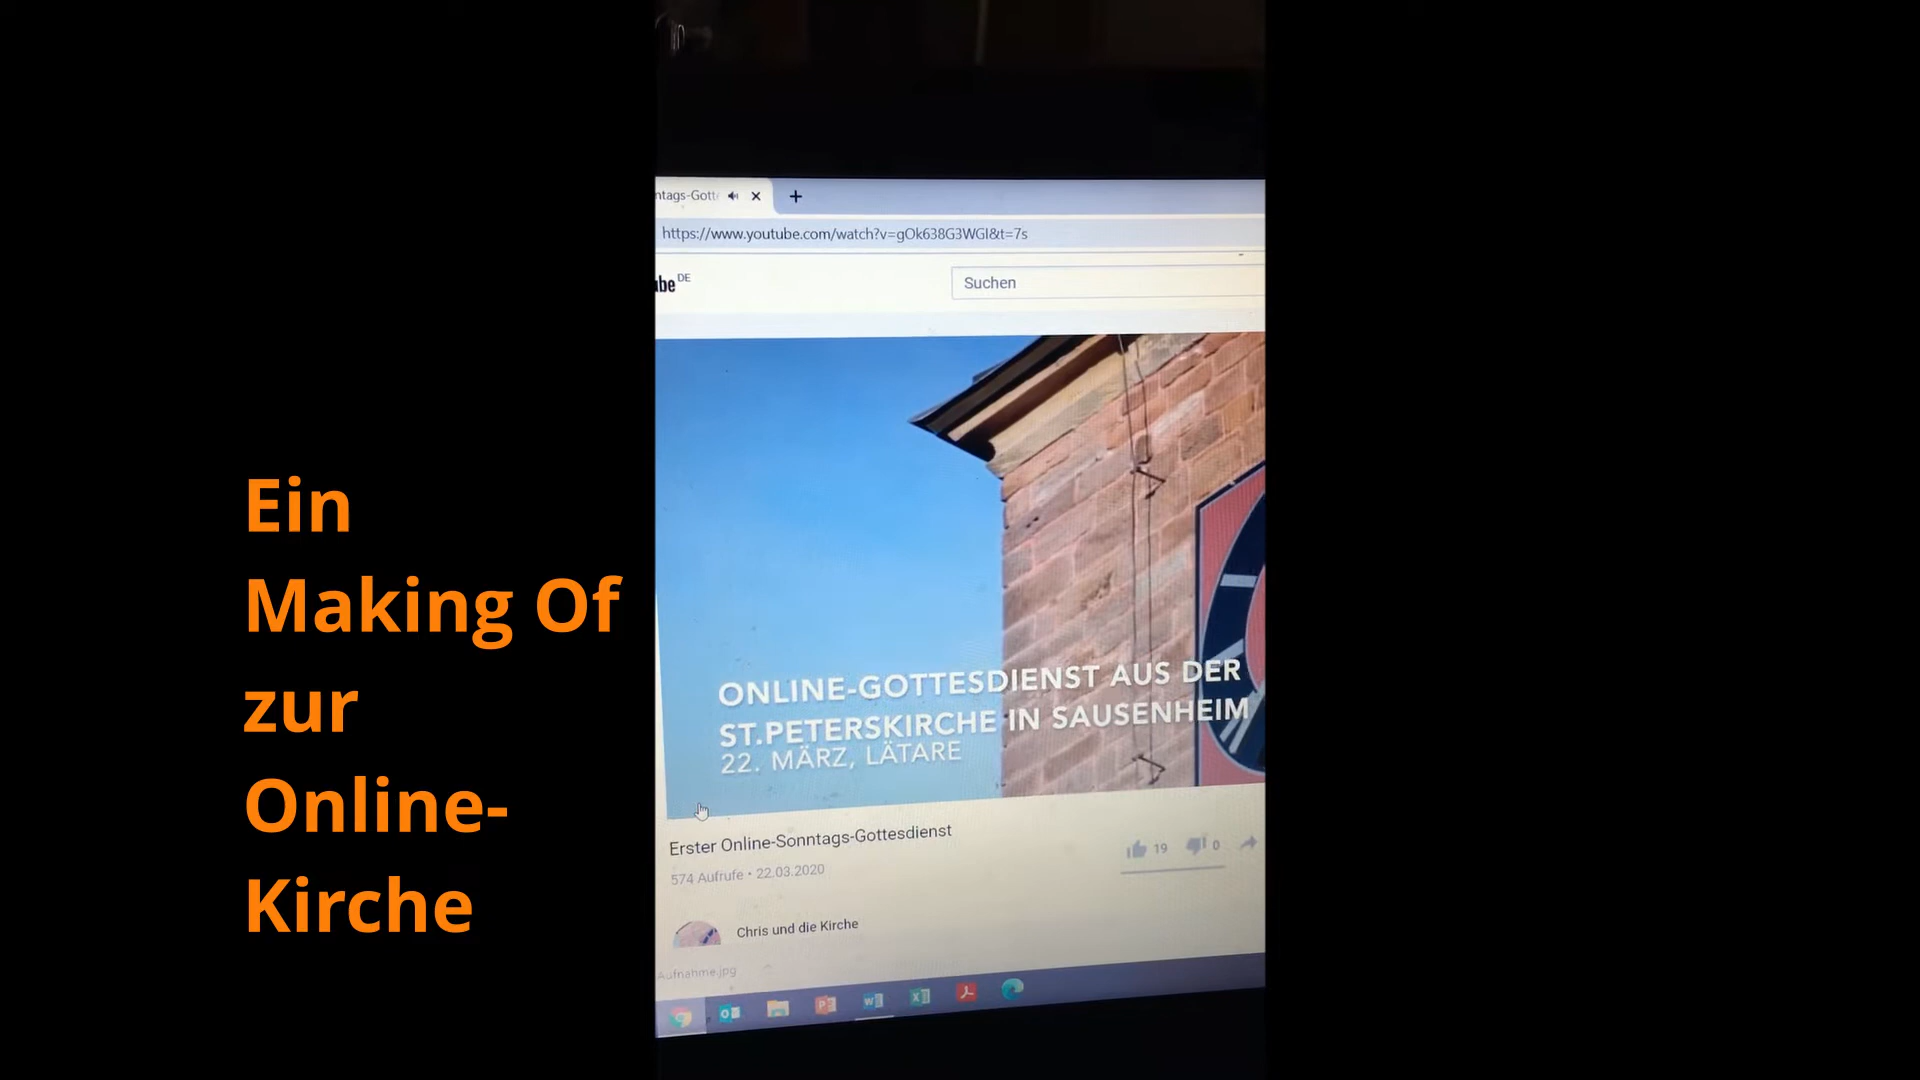 Ein
Making Of
zur
Online-
Kirche
ntags-Gott
https://www.youtube.com/watch?v=gOk638G3WGI&t=7s
ube DE
Suchen
ONLINE-GOTTESDIENST AUS DER
ST.PETERSKIRCHE IN SAUSENHEIM
22. MÄRZ, LÄTARE
Erster Online-Sonntags-Gottesdienst
19 0
574 Aufrufe • 22.03.2020
Chris und die Kirche
Aufnahme.jpg